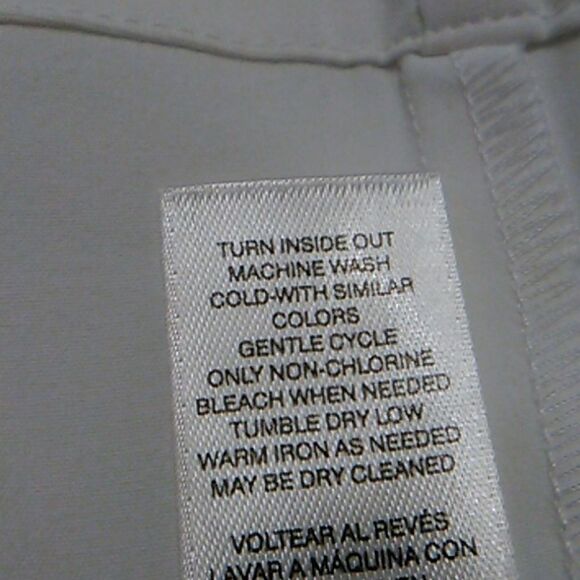 TURN INSIDE OUT
MACHINE WASH
COLD-WITH SIMILAR
COLORS
GENTLE CYCLE
ONLY NON-CHLORINE
BLEACH WHEN NEEDED
TUMBLE DRY LOW
WARM IRON AS NEEDED
MAY BE DRY CLEANED
VOLTEAR AL REVÉS
LAVAR A MÁQUINA CON